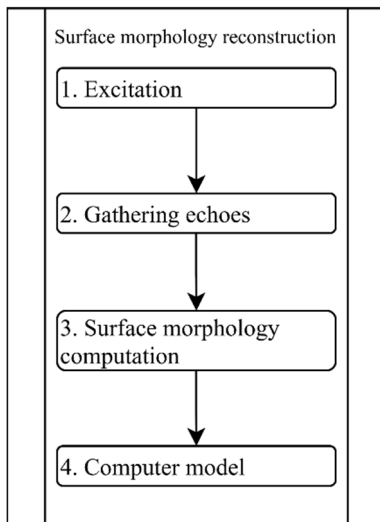 Surface morphology reconstruction
1. Excitation
2. Gathering echoes
3. Surface morphology
computation
4. Computer model